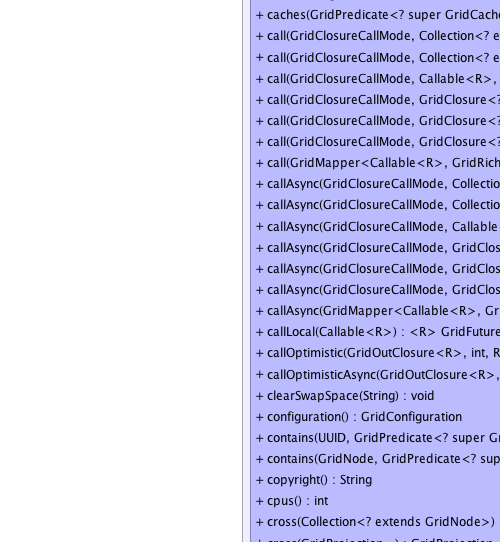 + caches(GridPredicate<? super GridCach
+ call(GridClosureCallMode, Collection<? e
+ call(GridClosureCallMode, Collection<? e
+ call(GridClosureCallMode, Callable<R>,
+ call(GridClosureCallMode, GridClosure<?
+ call(GridClosureCallMode, GridClosure<?
+ call(GridClosureCallMode, GridClosure<?
+ call(GridMapper<Callable<R>, GridRich
+ callAsync(GridClosureCallMode, Collectio
+ callAsync(GridClosureCallMode, Collectio
+ callAsync(GridClosureCallMode, Callable
+ callAsync(GridClosureCallMode, GridClos
+ callAsync(GridClosureCallMode, GridClos
+ callAsync(GridClosureCallMode, GridClos
+ callAsync(GridMapper<Callable<R>, Gr
+ callLocal(Callable<R>) : <R> GridFuture
+ callOptimistic(GridOutClosure<R>, int, R
+ callOptimisticAsync(GridOutClosure<R>,
+ clearSwapSpace(String) : void
+ configuration() : GridConfiguration
+ contains(UUID, GridPredicate<? super Gr
+ contains(GridNode, GridPredicate<? sup
+ copyright() : String
+ cpus() : int
+ cross(Collection<? extends GridNode>)